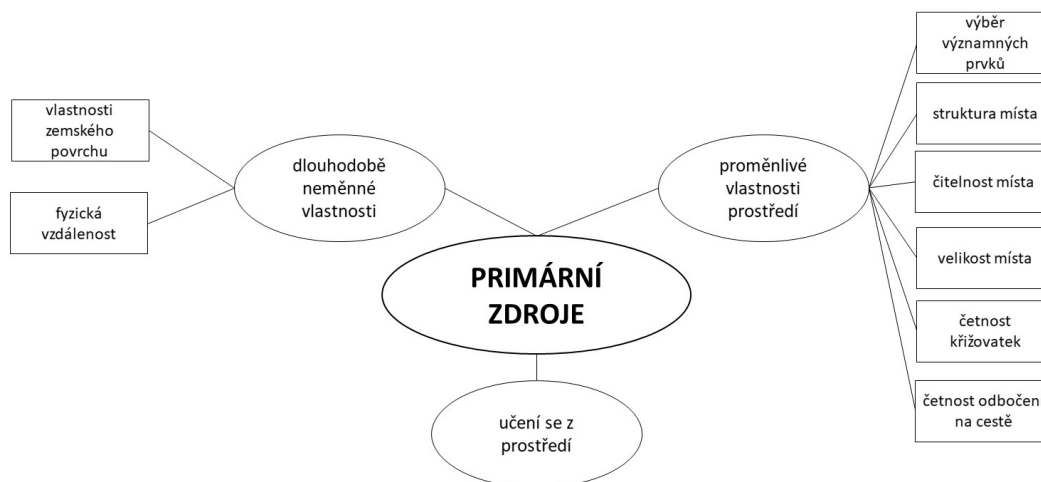 vlastnosti
zemského
povrchu
fyzická
vzdálenost
dlouhodobě
neměnné
vlastnosti
PRIMÁRNÍ
ZDROJE
učení se z
prostředí
proměnlivé
vlastnosti
prostředí
výběr
významných
prvků
struktura místa
čitelnost místa
velikost místa
četnost
křižovatek
četnost odbočení
na cestě